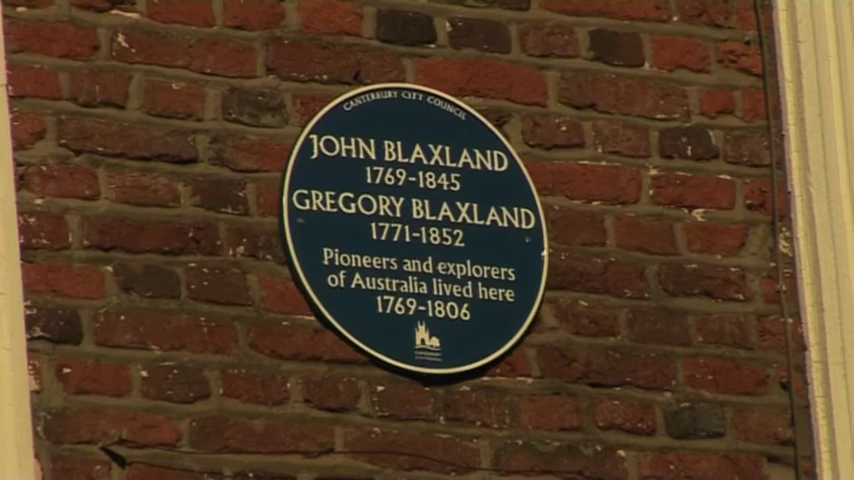 CANTERBURY CITY COUNCIL
JOHN BLAXLAND
1769-1845
GREGORY BLAXLAND
1771-1852
Pioneers and explorers
of Australia lived here
1769-1806